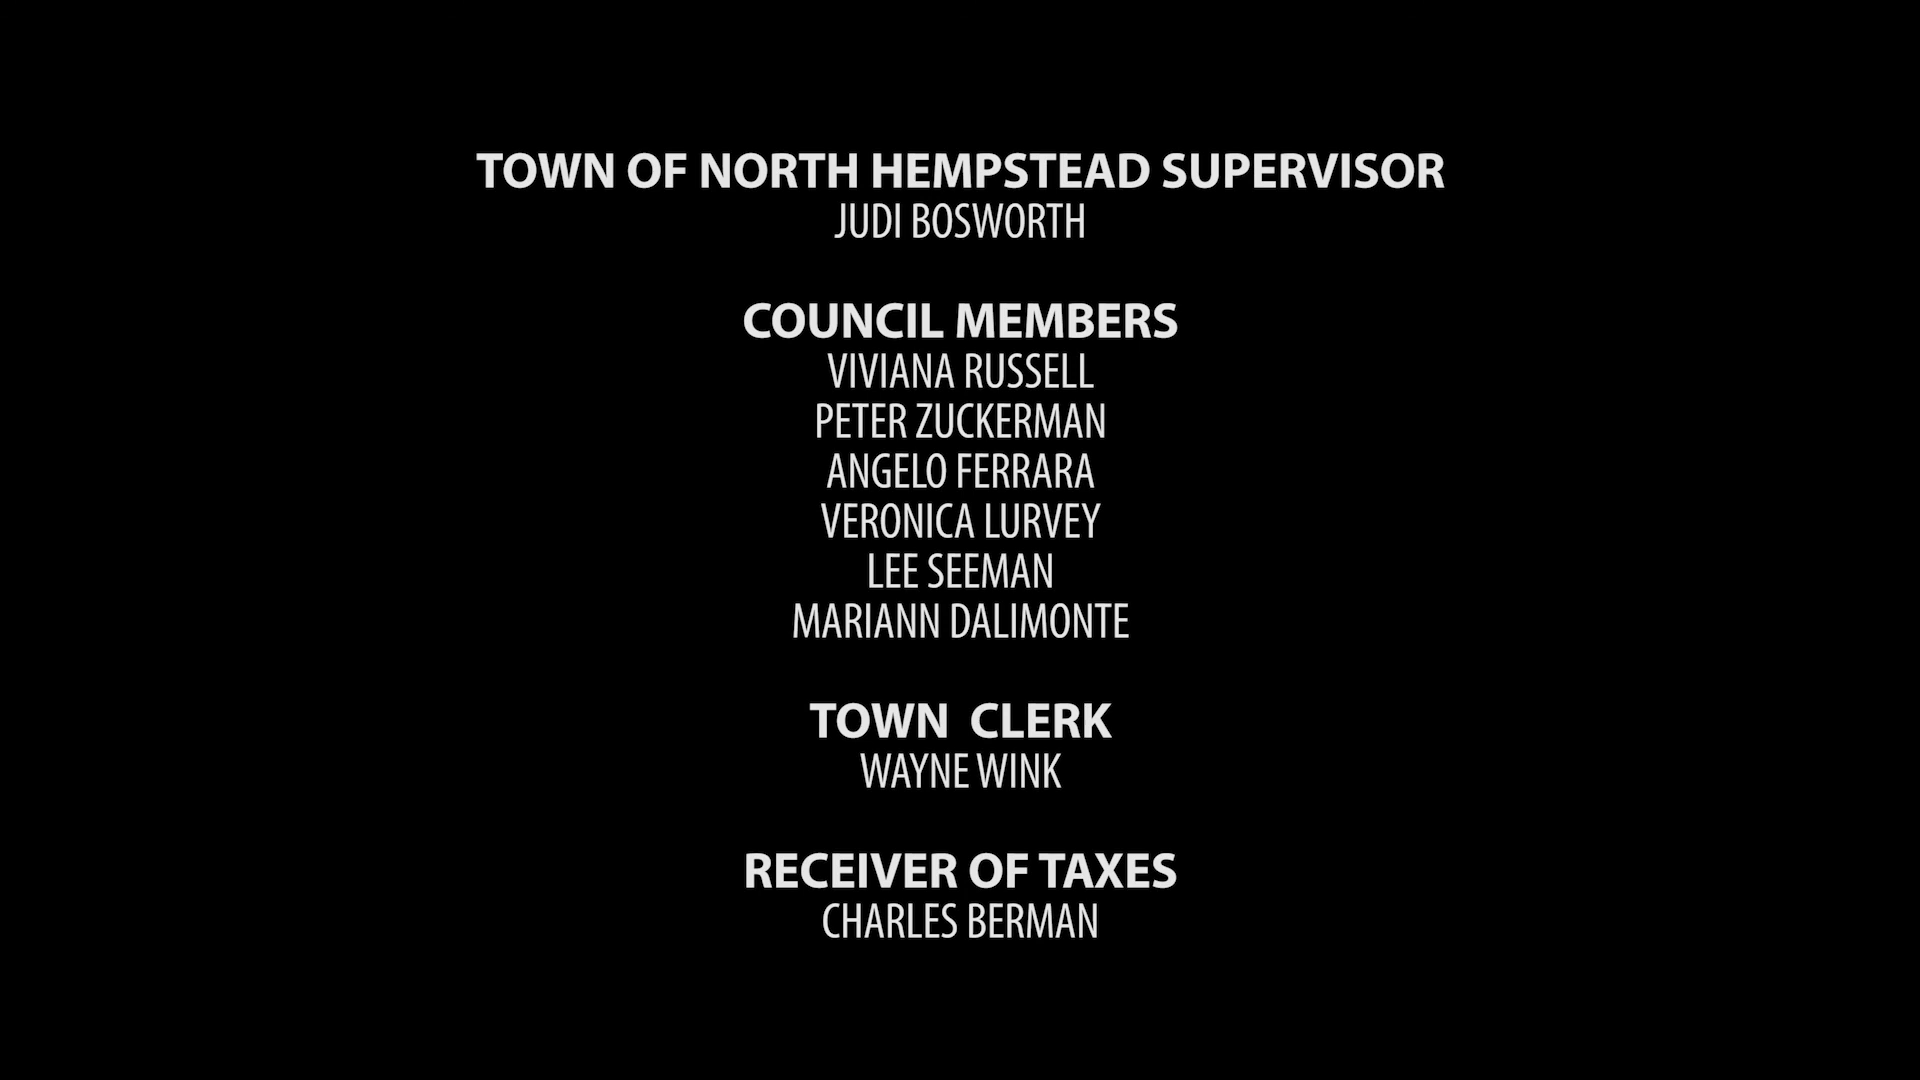 TOWN OF NORTH HEMPSTEAD SUPERVISOR
JUDI BOSWORTH
COUNCIL MEMBERS
VIVIANA RUSSELL
PETER ZUCKERMAN
ANGELO FERRARA
VERONICA LURVEY
LEE SEEMAN
MARIANN DALIMONTE
TOWN  CLERK
WAYNE WINK
RECEIVER OF TAXES
CHARLES BERMAN